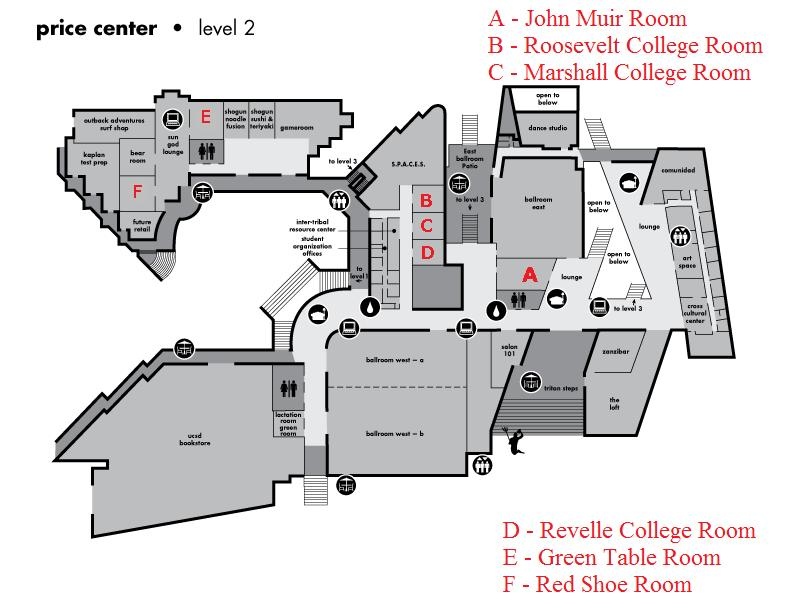 price center • level 2
A - John Muir Room
B - Roosevelt College Room
C - Marshall College Room
open to
below
dance studio
outback adventures
surf shop
sun
god
lounge
E
shogun
noodle
fusion
shogun
sushi &
teriyaki
gameroom
kaplan
test prep
bear
room
F
future
retail
to level 3
S.P.A.C.E.S.
East
ballroom
Patio
to level 3
ballroom
east
open to
below
comunidad
lounge
B
C
D
inter-tribal
resource center
student
organization
offices
to
level 1
A
lounge
open to
below
to level 3
art
space
cross
cultural
center
ballroom west — a
ballroom west — b
salon
101
triton steps
zanzibar
the
loft
ucsd
bookstore
lactation
room
green
room
D - Revelle College Room
E - Green Table Room
F - Red Shoe Room